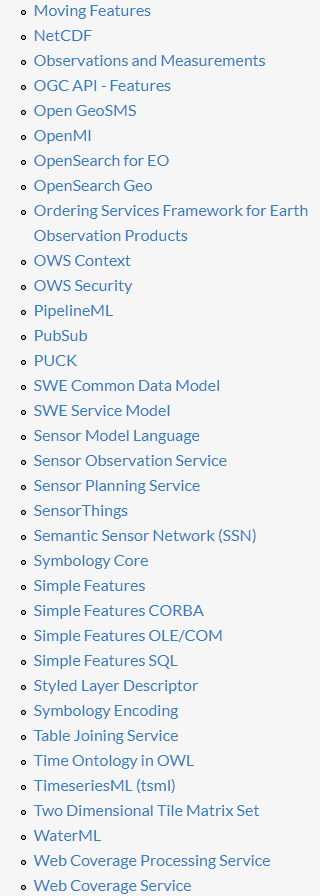 Moving Features
NetCDF
Observations and Measurements
OGC API - Features
Open GeoSMS
OpenMI
OpenSearch for EO
OpenSearch Geo
Ordering Services Framework for Earth
Observation Products
OWS Context
OWS Security
PipelineML
PubSub
PUCK
SWE Common Data Model
SWE Service Model
Sensor Model Language
Sensor Observation Service
Sensor Planning Service
SensorThings
Semantic Sensor Network (SSN)
Symbology Core
Simple Features
Simple Features CORBA
Simple Features OLE/COM
Simple Features SQL
Styled Layer Descriptor
Symbology Encoding
Table Joining Service
Time Ontology in OWL
TimeseriesML (tsml)
Two Dimensional Tile Matrix Set
WaterML
Web Coverage Processing Service
Web Coverage Service